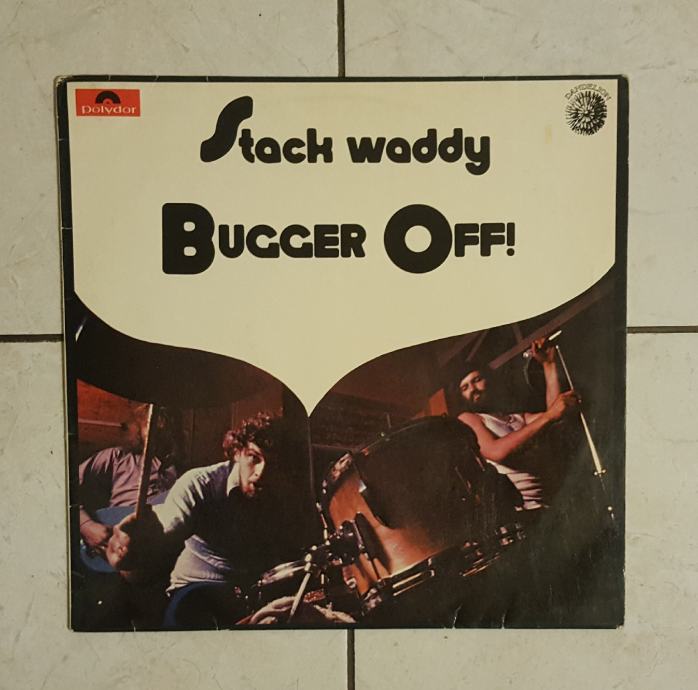 polydor
DANDELION
Stack waddy
BUGGER OFF!